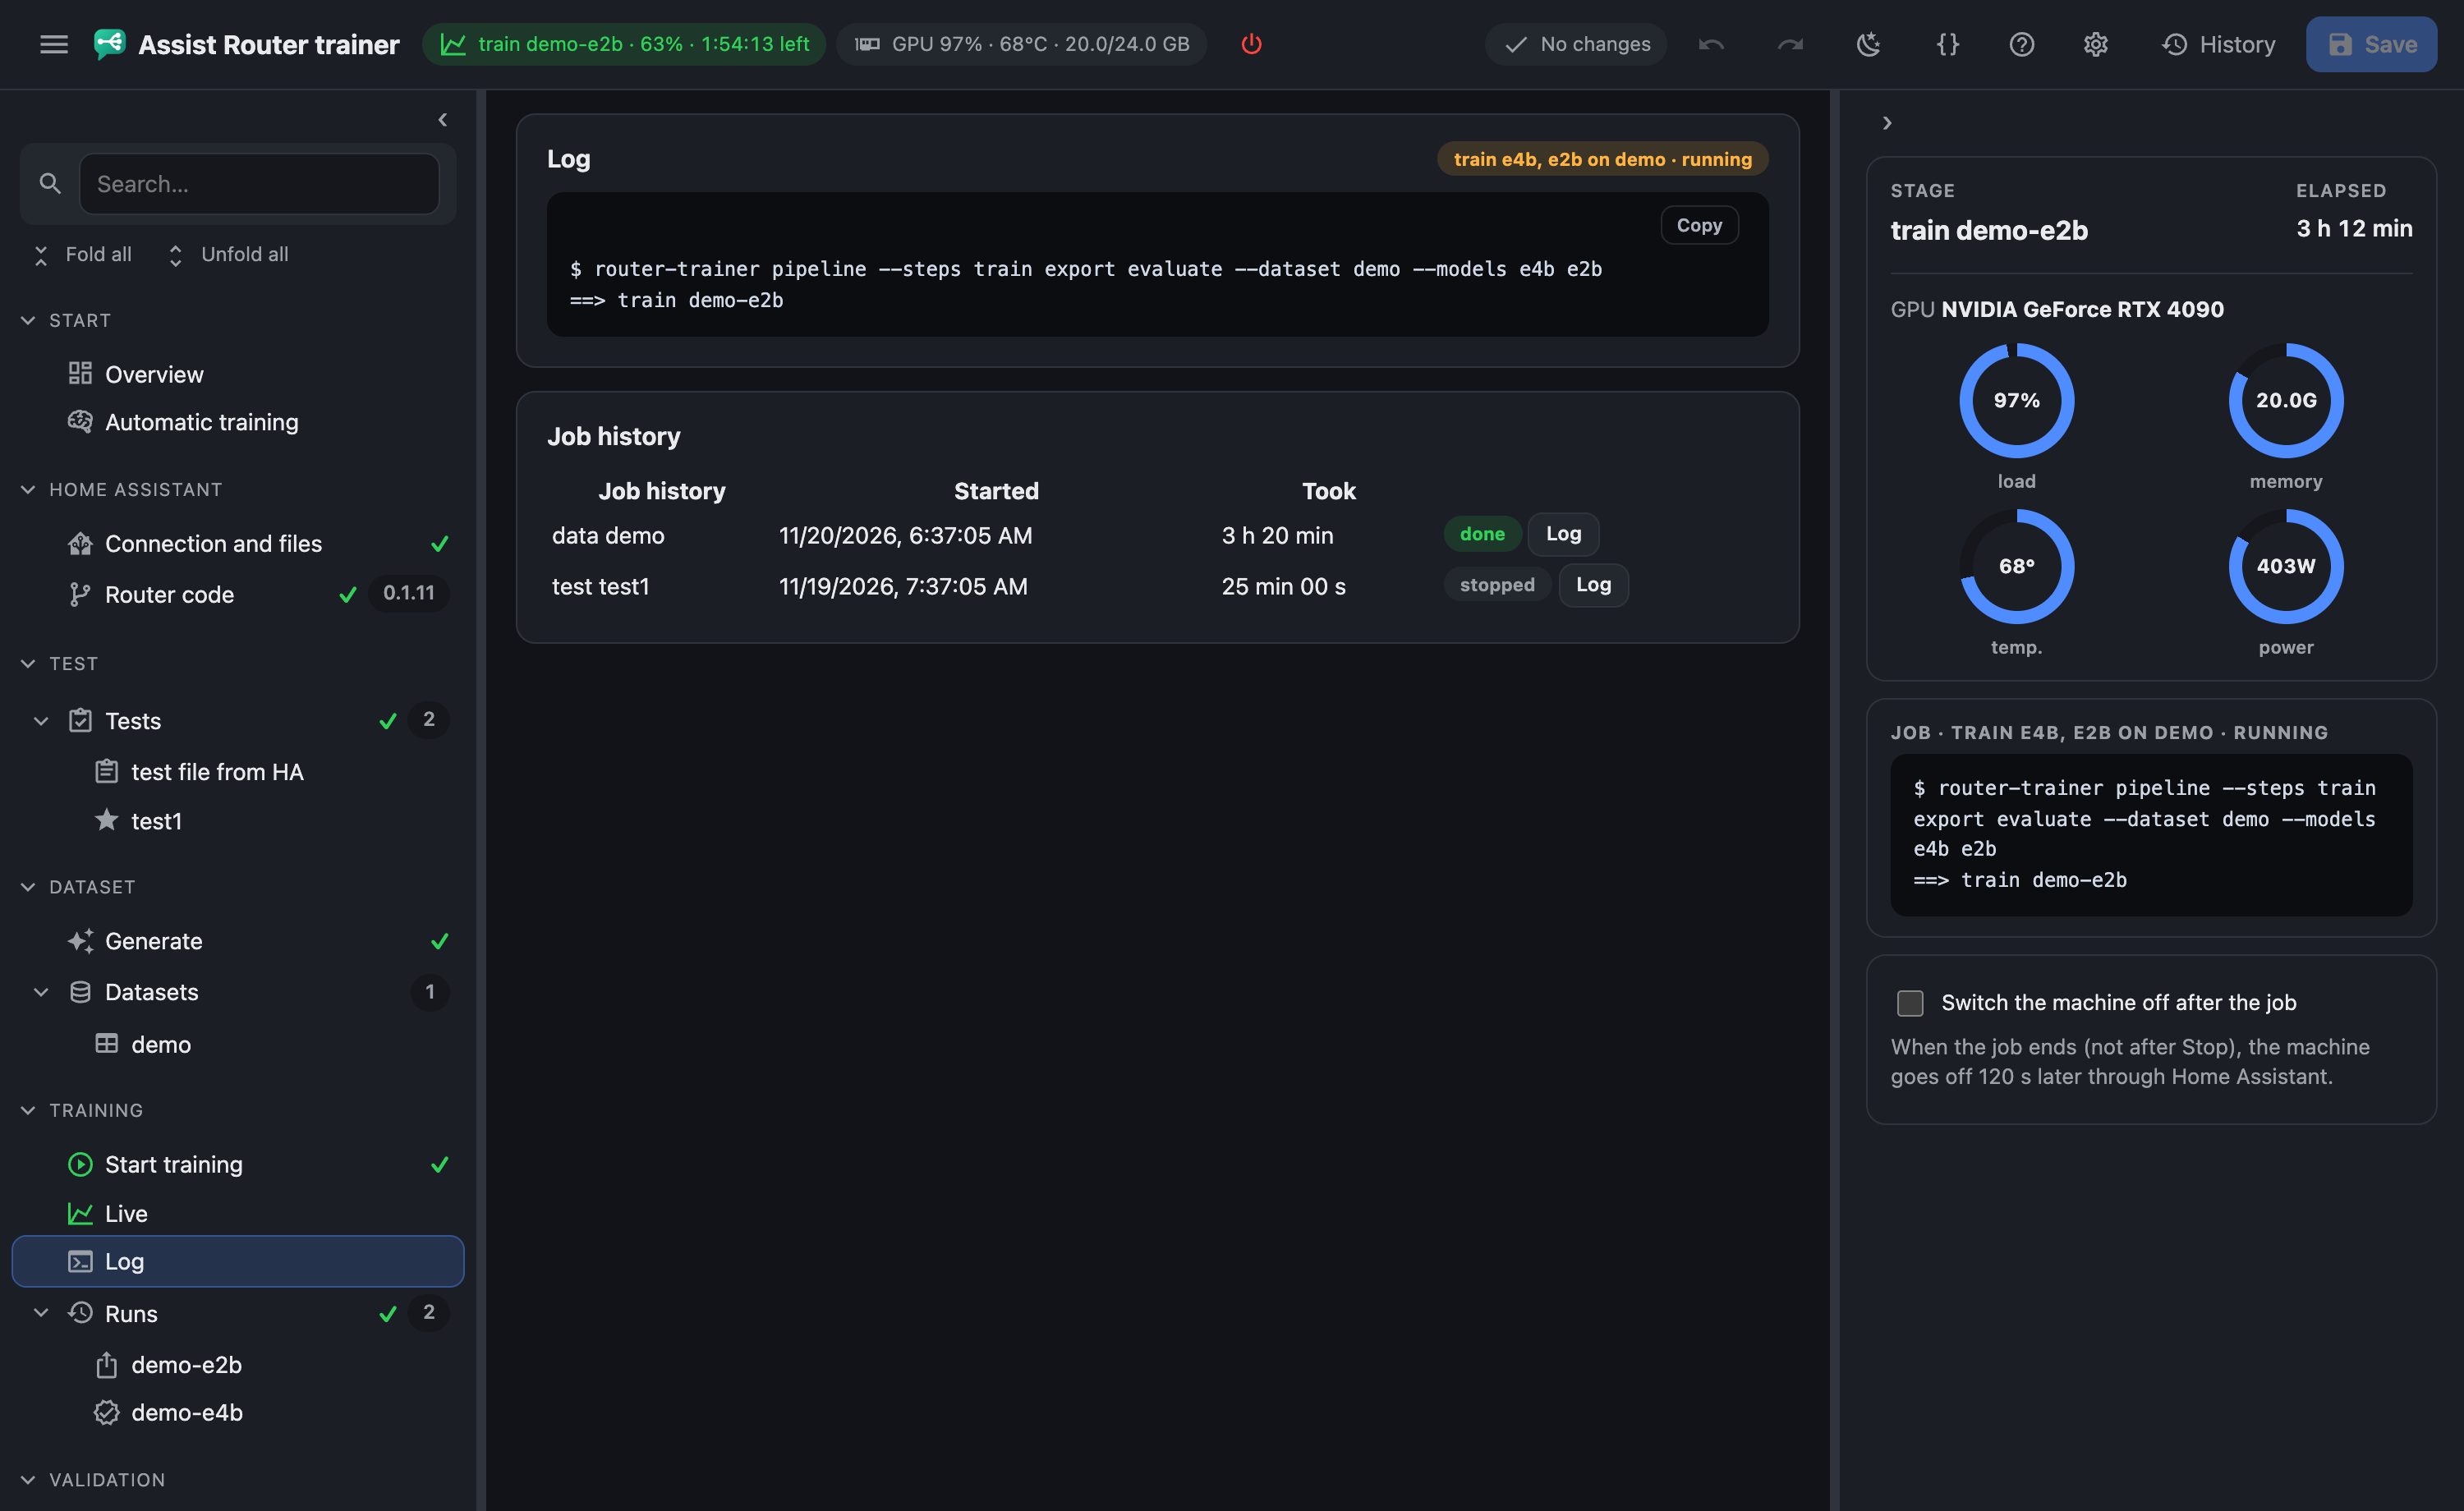 Assist Router trainer
train demo-e2b · 63% · 1:54:13 left
GPU 97% · 68°C · 20.0/24.0 GB
No changes
History
Save
Search...
Fold all
Unfold all
START
Overview
Automatic training
HOME ASSISTANT
Connection and files
Router code
0.1.11
TEST
Tests
2
test file from HA
test1
DATASET
Generate
Datasets
1
demo
TRAINING
Start training
Live
Log
Runs
2
demo-e2b
demo-e4b
VALIDATION
Log
train e4b, e2b on demo · running
Copy
$ router-trainer pipeline --steps train export evaluate --dataset demo --models e4b e2b
==> train demo-e2b
Job history
Job history Started Took
data demo 11/20/2026, 6:37:05 AM 3 h 20 min done Log
test test1 11/19/2026, 7:37:05 AM 25 min 00 s stopped Log
STAGE
train demo-e2b
ELAPSED
3 h 12 min
GPU NVIDIA GeForce RTX 4090
97%
load
20.0G
memory
68°
temp.
403W
power
JOB · TRAIN E4B, E2B ON DEMO · RUNNING
$ router-trainer pipeline --steps train
export evaluate --dataset demo --models
e4b e2b
==> train demo-e2b
Switch the machine off after the job
When the job ends (not after Stop), the machine
goes off 120 s later through Home Assistant.